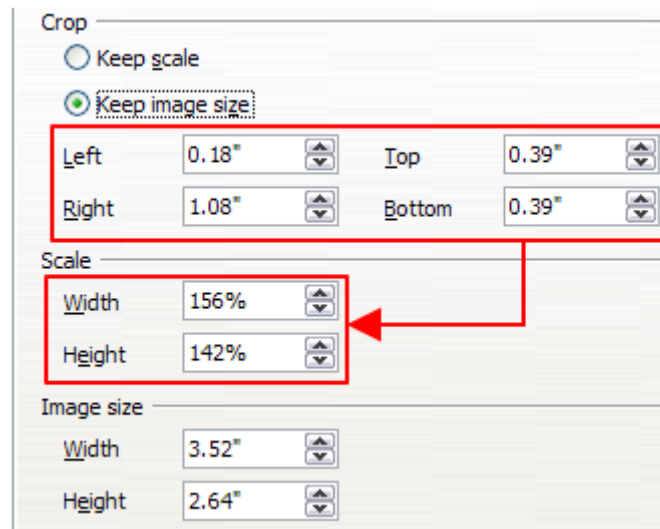 Crop
Keep scale
Keep image size
Left 0.18" Top 0.39"
Right 1.08" Bottom 0.39"
Scale
Width 156%
Height 142%
Image size
Width 3.52"
Height 2.64"